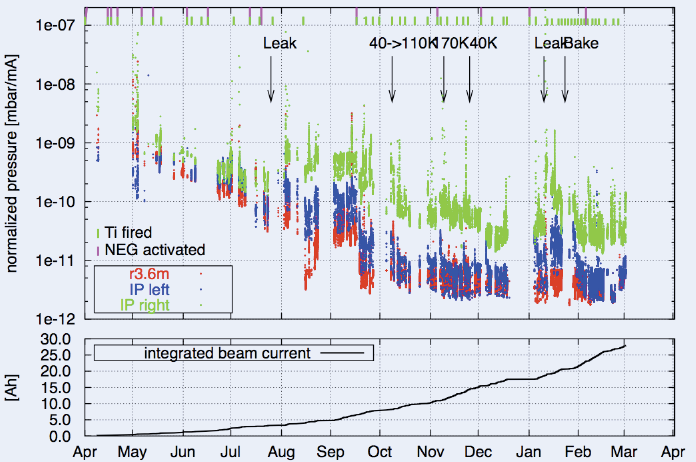 1e-07
Leak 40->110K 170K 40K Leak Bake
1e-08
normalized pressure [mbar/mA]
1e-09
1e-10
Ti fired
NEG activated
1e-11
r3.6m
IP left
IP right
1e-12
30.0
integrated beam current
25.0
20.0
[Ah]
15.0
10.0
5.0
0.0
Apr May Jun Jul Aug Sep Oct Nov Dec Jan Feb Mar Apr